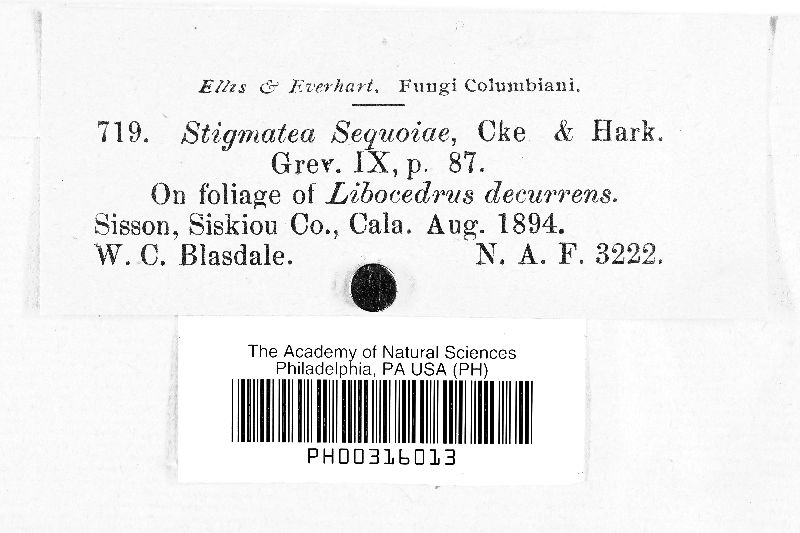 Ellis & Everhart. Fungi Columbiani.
719. Stigmatea Sequoiae, Cke & Hark.
Grev. IX, p. 87.
On foliage of Libocedrus decurrens.
Sisson, Siskiou Co., Cala. Aug. 1894.
W. C. Blasdale. N. A. F. 3222.
The Academy of Natural Sciences
Philadelphia, PA USA (PH)
PH00316013